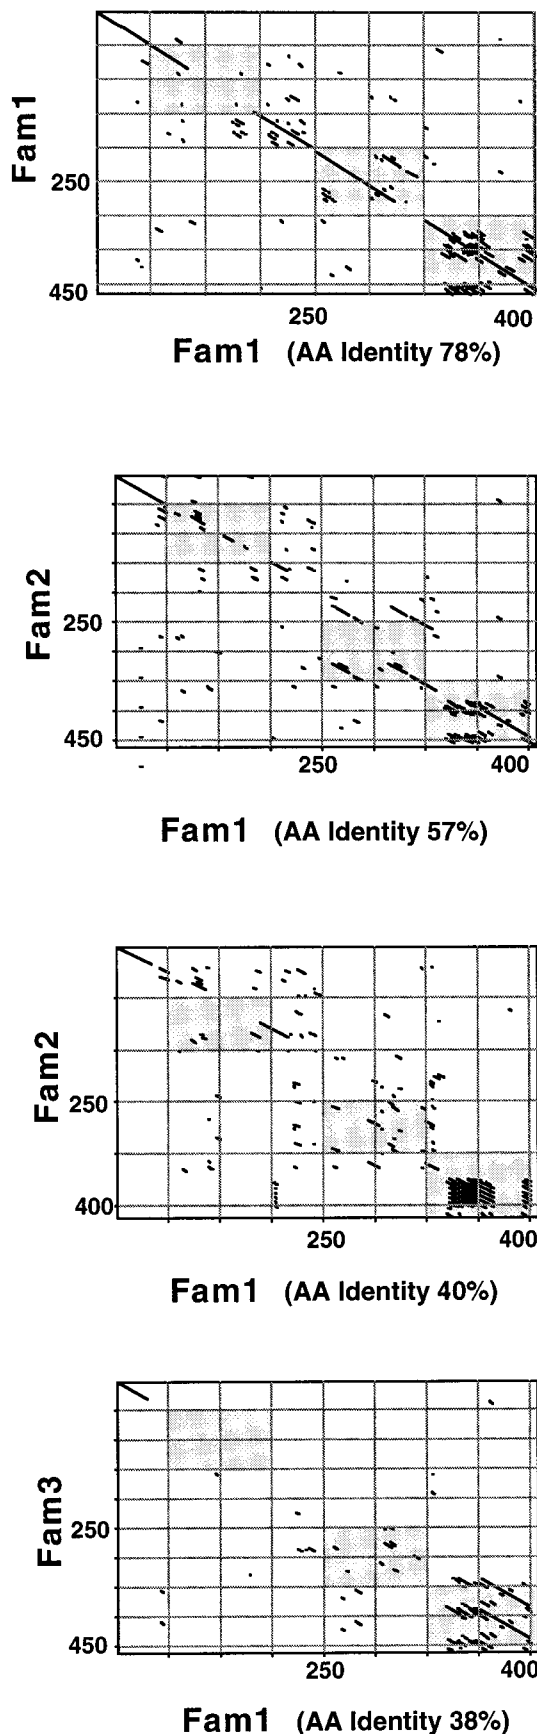 Fam1
250
450
250 400
Fam1 (AA Identity 78%)
Fam2
250
450
250 400
Fam1 (AA Identity 57%)
Fam2
250
400
250 400
Fam1 (AA Identity 40%)
Fam3
250
450
250 400
Fam1 (AA Identity 38%)